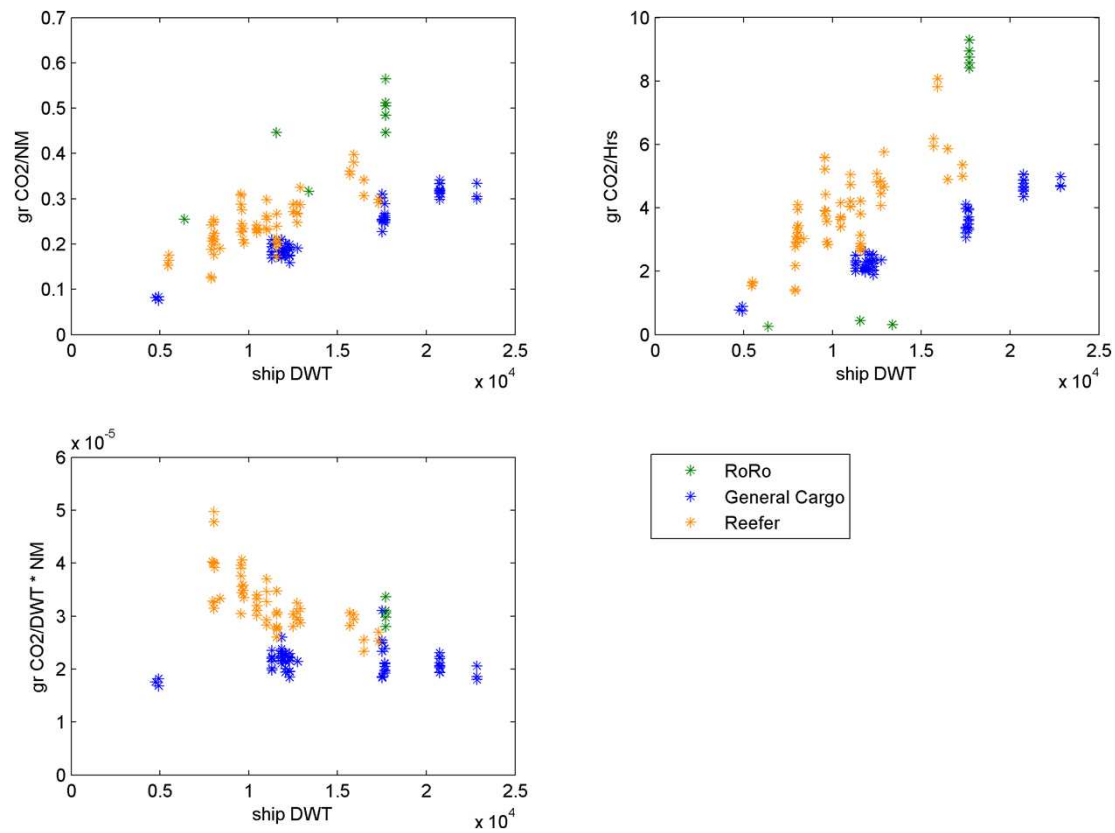 0.7
0.6
0.5
0.4
0.3
0.2
0.1
0
gr CO2/NM
0 0.5 1 1.5 2 2.5
ship DWT
x 10^4
10
8
6
4
2
0
gr CO2/Hrs
0 0.5 1 1.5 2 2.5
ship DWT
x 10^4
x 10^-5
6
5
4
3
2
1
0
gr CO2/DWT * NM
0 0.5 1 1.5 2 2.5
ship DWT
x 10^4
RoRo
General Cargo
Reefer